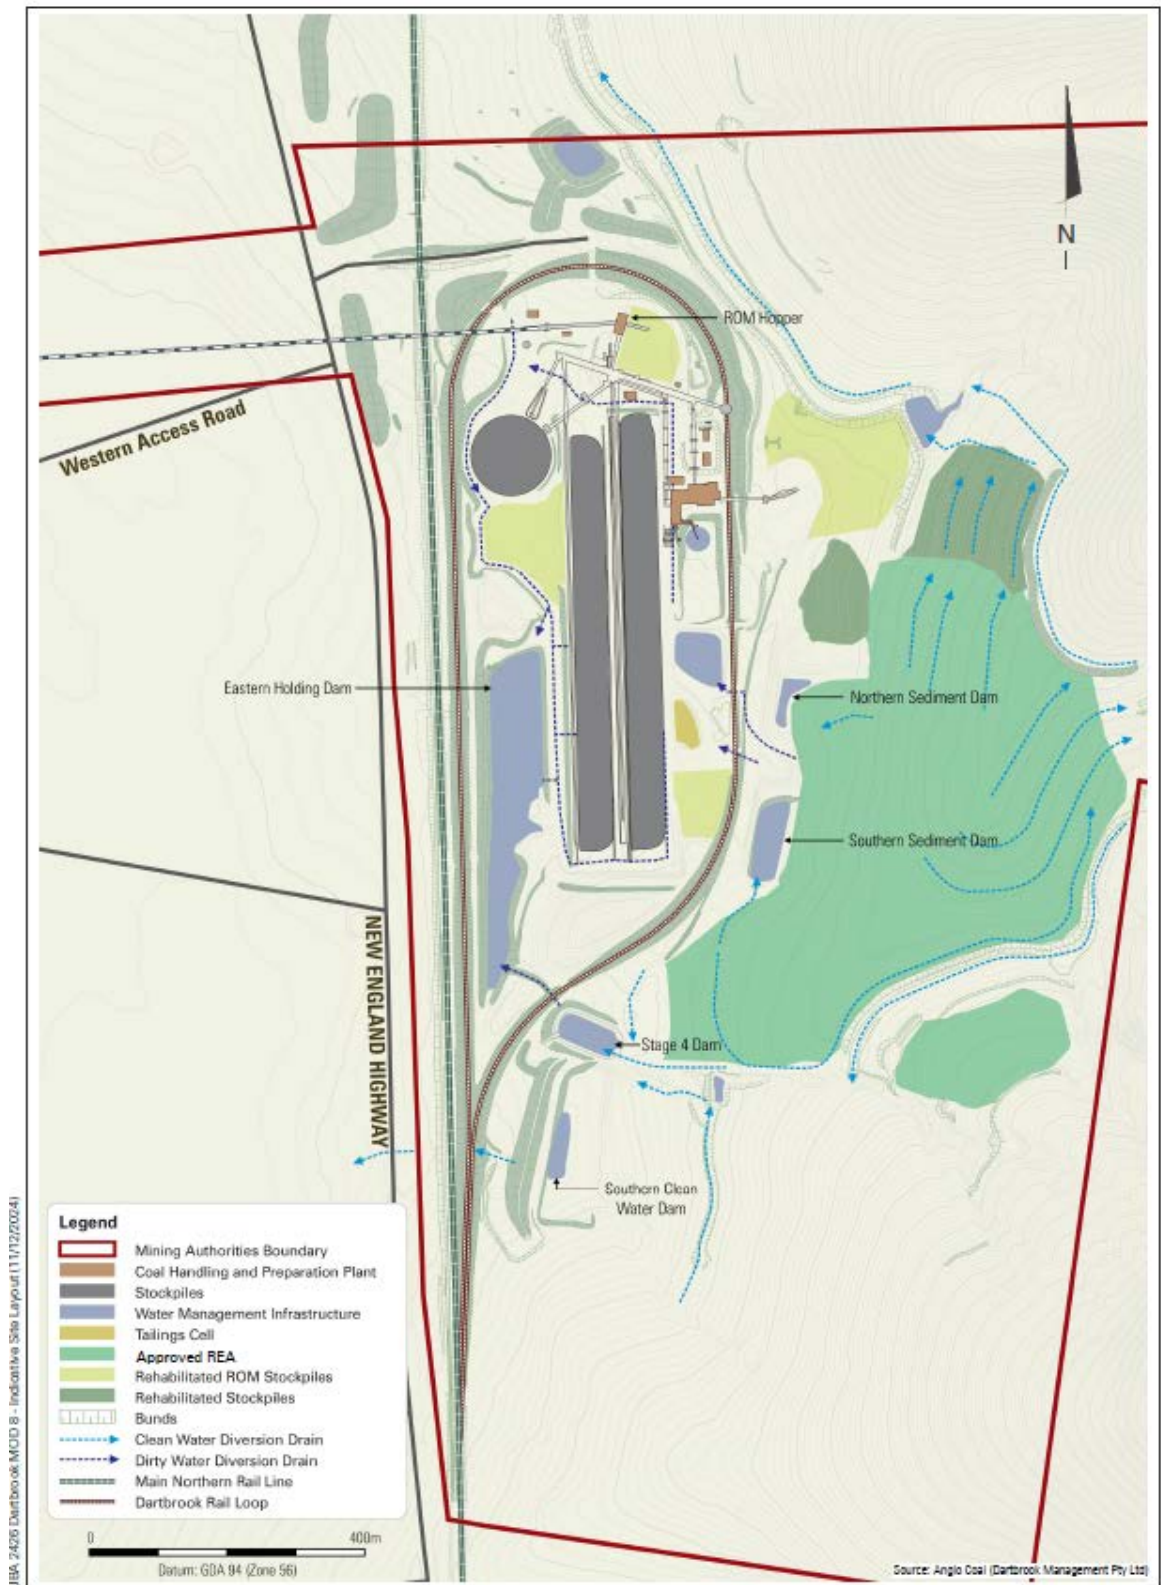 N
ROM Hopper
Western Access Road
Eastern Holding Dam
Northern Sediment Dam
Southern Sediment Dam
NEW ENGLAND HIGHWAY
Stage 4 Dam
Southern Clean
Water Dam
Legend
Mining Authorities Boundary
Coal Handling and Preparation Plant
Stockpiles
Water Management Infrastructure
Tailings Cell
Approved REA
Rehabilitated ROM Stockpiles
Rehabilitated Stockpiles
Bunds
Clean Water Diversion Drain
Dirty Water Diversion Drain
Main Northern Rail Line
Dartbrook Rail Loop
0 400m
Datum: GDA 94 (Zone 56)
Source: Anglo Coal (Dartbrook Management Pty Ltd)
JBA 2426 Dartbrook MOD 8 - Indicative Site Layout (11/12/2024)